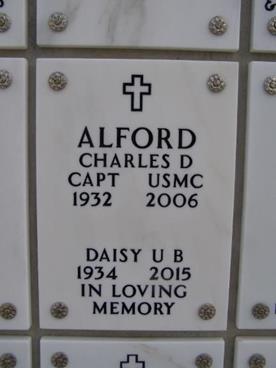 ALFORD
CHARLES D
CAPT USMC
1932 2006
DAISY U B
1934 2015
IN LOVING
MEMORY